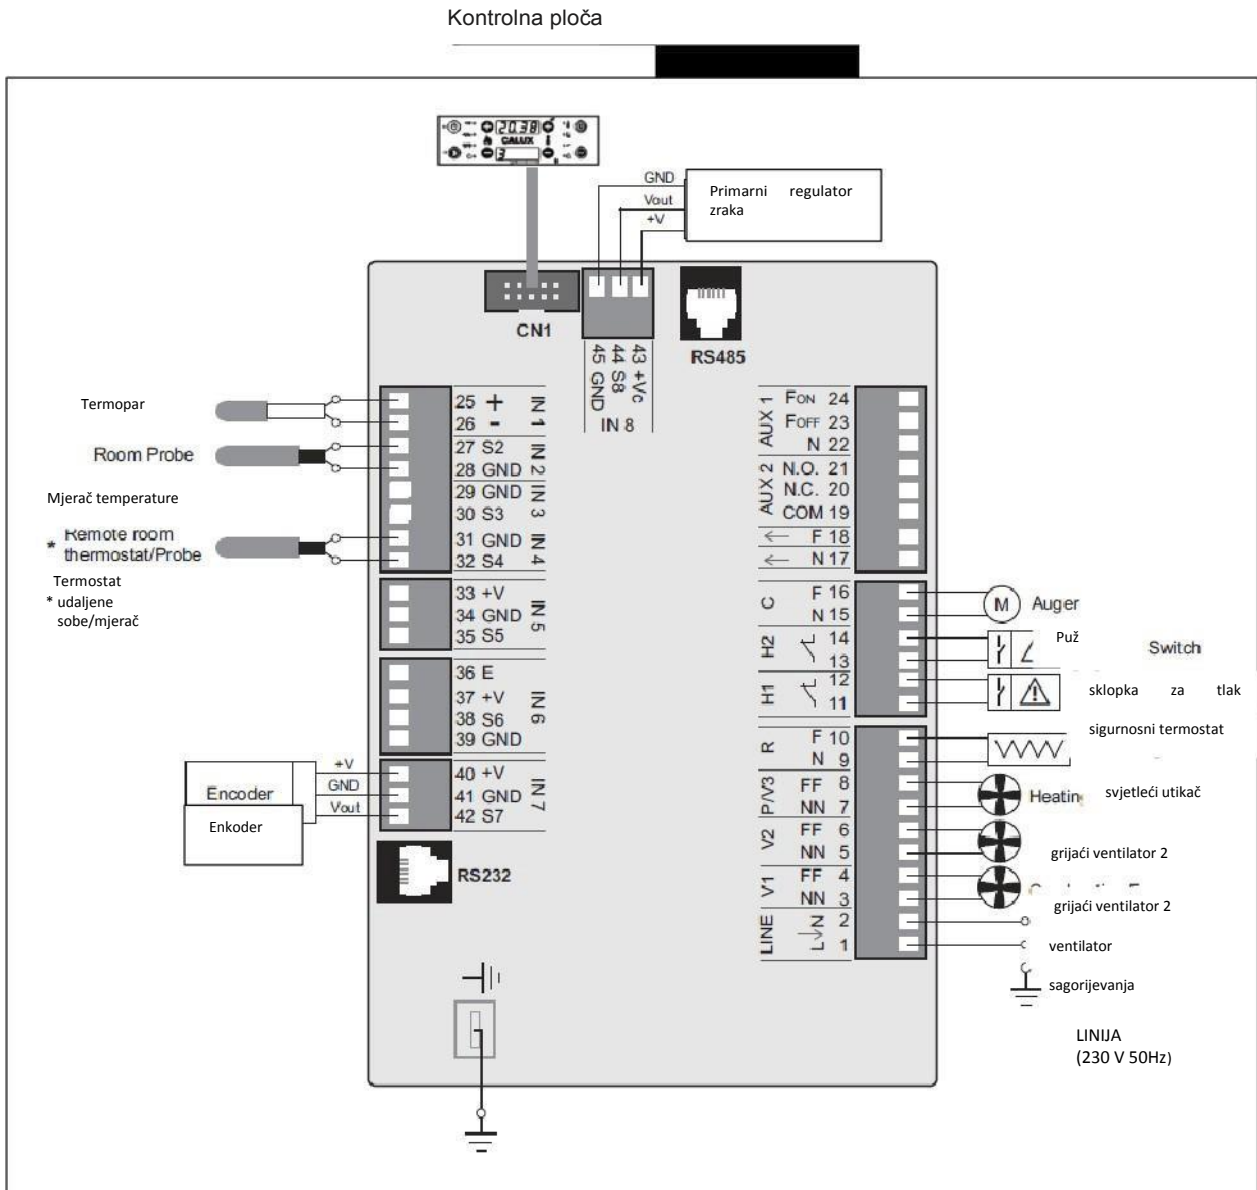 Kontrolna ploča
20.38
CALUX
3
GND
Vout
+V
Primarni regulator
zraka
CN1
45 GND
44 S8
43 +Vc
IN 8
RS485
Termopar
Room Probe
Mjerač temperature
* Remote room
thermostat/Probe
Termostat
* udaljene
sobe/mjerač
25 +
26 -
IN 1
27 S2
28 GND
IN 2
29 GND
30 S3
IN 3
31 GND
32 S4
IN 4
33 +V
34 GND
35 S5
IN 5
36 E
37 +V
38 S6
39 GND
IN 6
40 +V
41 GND
42 S7
IN 7
+V
GND
Vout
Encoder
Enkoder
RS232
AUX 1
FON 24
FOFF 23
N 22
AUX 2
N.O. 21
N.C. 20
COM 19
← F 18
← N 17
C
F 16
N 15
H2
14
13
H1
12
11
R
F 10
N 9
P/V3
FF 8
NN 7
V2
FF 6
NN 5
V1
FF 4
NN 3
LINE
N 2
L 1
M
Auger
Puž
Switch
sklopka za tlak
sigurnosni termostat
Heatin
svjetleći utikač
grijaći ventilator 2
grijaći ventilator 2
ventilator
sagorijevanja
LINIJA
(230 V 50Hz)